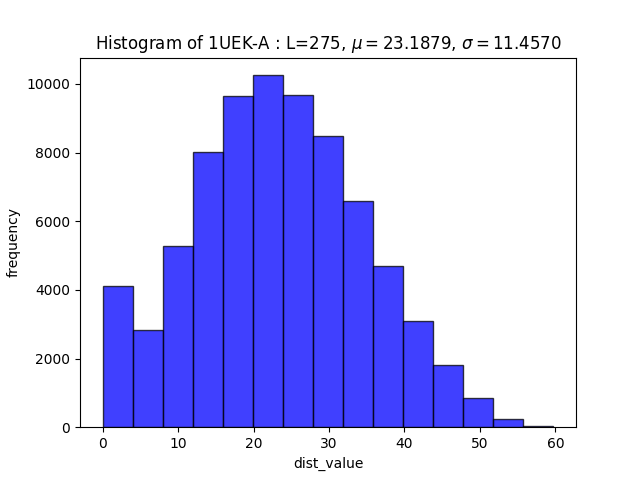 Histogram of 1UEK-A : L=275, μ = 23.1879, σ = 11.4570
10000
8000
6000
4000
2000
0
frequency
0 10 20 30 40 50 60
dist_value